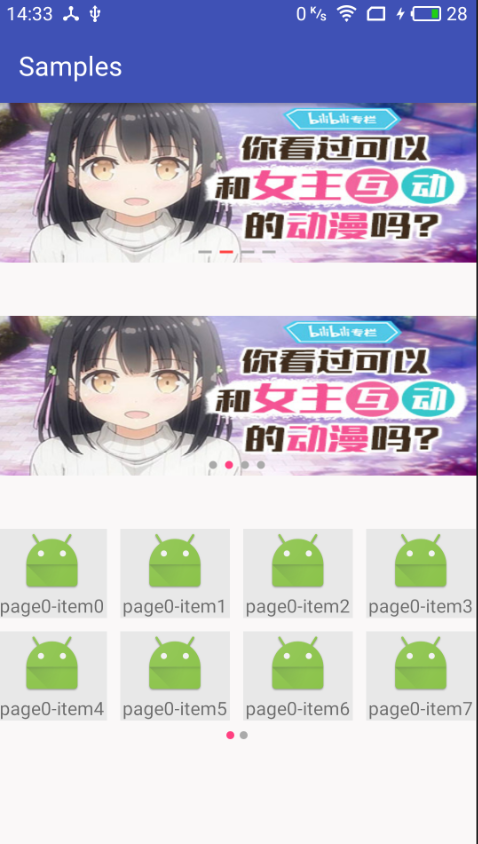 14:33 0 K/s 28
Samples
bilibili专栏
你看过可以
和女主互动
的动漫吗?
bilibili专栏
你看过可以
和女主互动
的动漫吗?
page0-item0 page0-item1 page0-item2 page0-item3
page0-item4 page0-item5 page0-item6 page0-item7